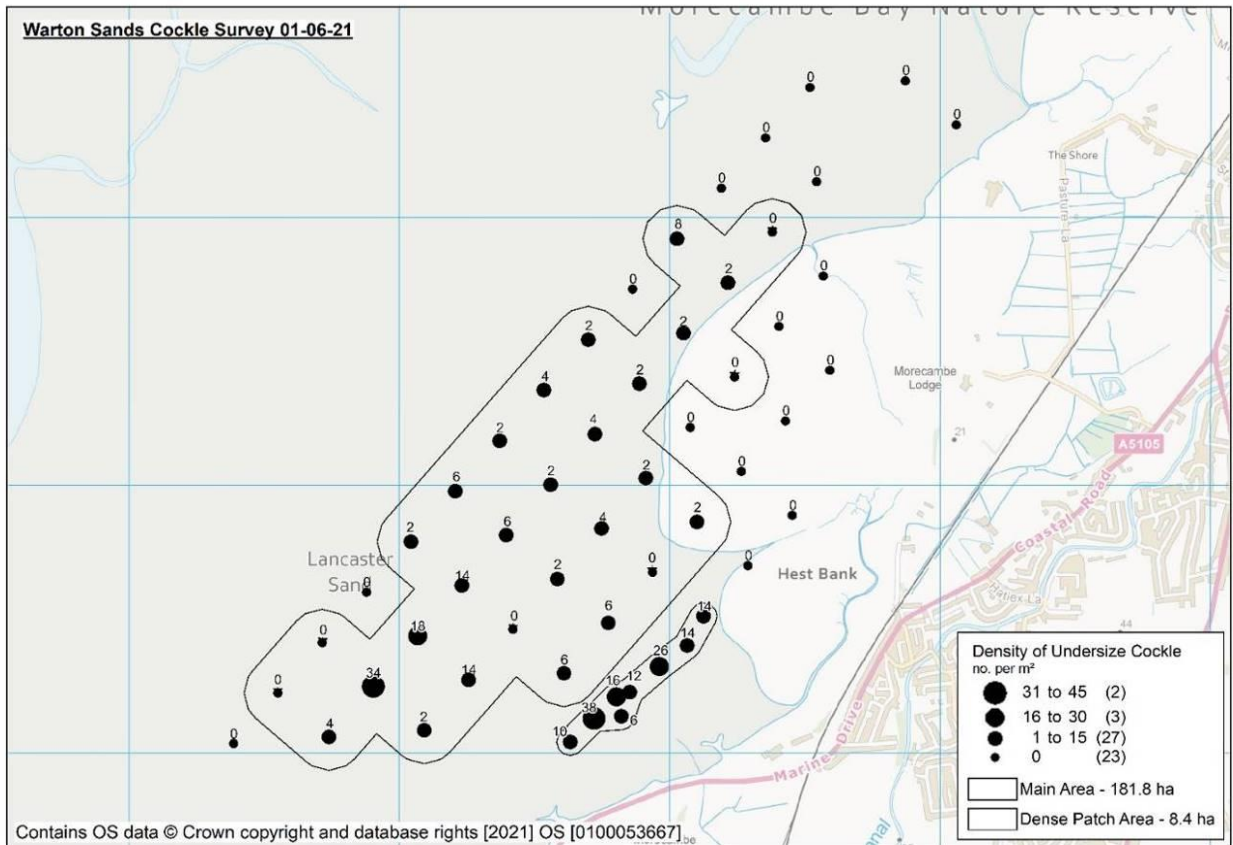 Morecambe Bay Nature Reserve
Warton Sands Cockle Survey 01-06-21
0
0
0
0
The Shore
0
0
Pasture-La
8
0
0
2
0
2
2
0
0
4
2
0
Morecambe
Lodge
2
4
0
0
21
A5105
6
2
2
0
2
6
4
2
0
Lancaster
Sand
0
14
2
0
0
Hest Bank
Coastal Road
Hatlex-La
0
18
0
6
14
44
14
0
34
14
6
26
16
12
38
6
4
2
10
0
Marine Drive
Density of Undersize Cockle
no. per m²
31 to 45 (2)
16 to 30 (3)
1 to 15 (27)
0 (23)
Main Area - 181.8 ha
Dense Patch Area - 8.4 ha
Contains OS data © Crown copyright and database rights [2021] OS [0100053667]